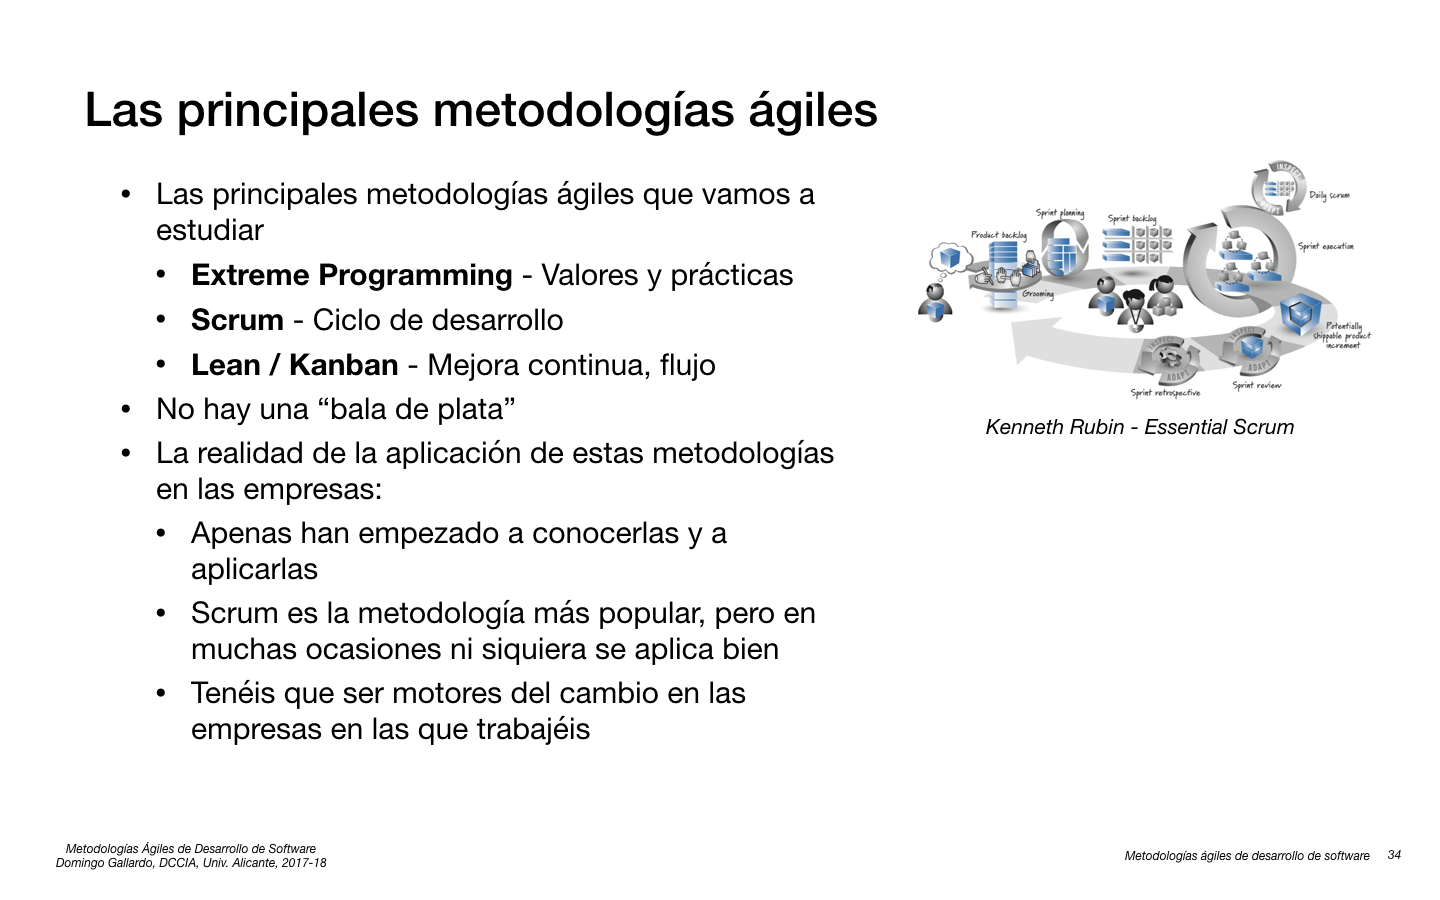 Las principales metodologías ágiles
• Las principales metodologías ágiles que vamos a
estudiar
• Extreme Programming - Valores y prácticas
• Scrum - Ciclo de desarrollo
• Lean / Kanban - Mejora continua, flujo
• No hay una “bala de plata”
• La realidad de la aplicación de estas metodologías
en las empresas:
• Apenas han empezado a conocerlas y a
aplicarlas
• Scrum es la metodología más popular, pero en
muchas ocasiones ni siquiera se aplica bien
• Tenéis que ser motores del cambio en las
empresas en las que trabajéis
INSPECT
ADAPT
Daily scrum
Sprint planning
Sprint backlog
Product backlog
Sprint execution
Grooming
Potentially
shippable product
increment
INSPECT
ADAPT
Sprint review
INSPECT
ADAPT
Sprint retrospective
Kenneth Rubin - Essential Scrum
Metodologías Ágiles de Desarrollo de Software
Domingo Gallardo, DCCIA, Univ. Alicante, 2017-18
Metodologías ágiles de desarrollo de software
34